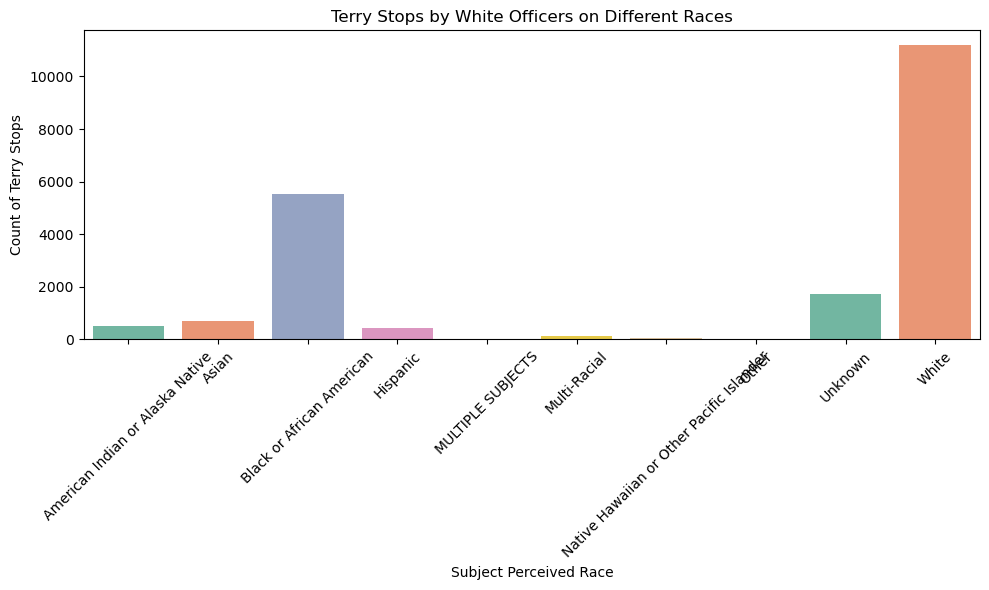 Terry Stops by White Officers on Different Races
Count of Terry Stops
10000
8000
6000
4000
2000
0
American Indian or Alaska Native
Asian
Black or African American
Hispanic
MULTIPLE SUBJECTS
Multi-Racial
Native Hawaiian or Other Pacific Islander
Other
Unknown
White
Subject Perceived Race